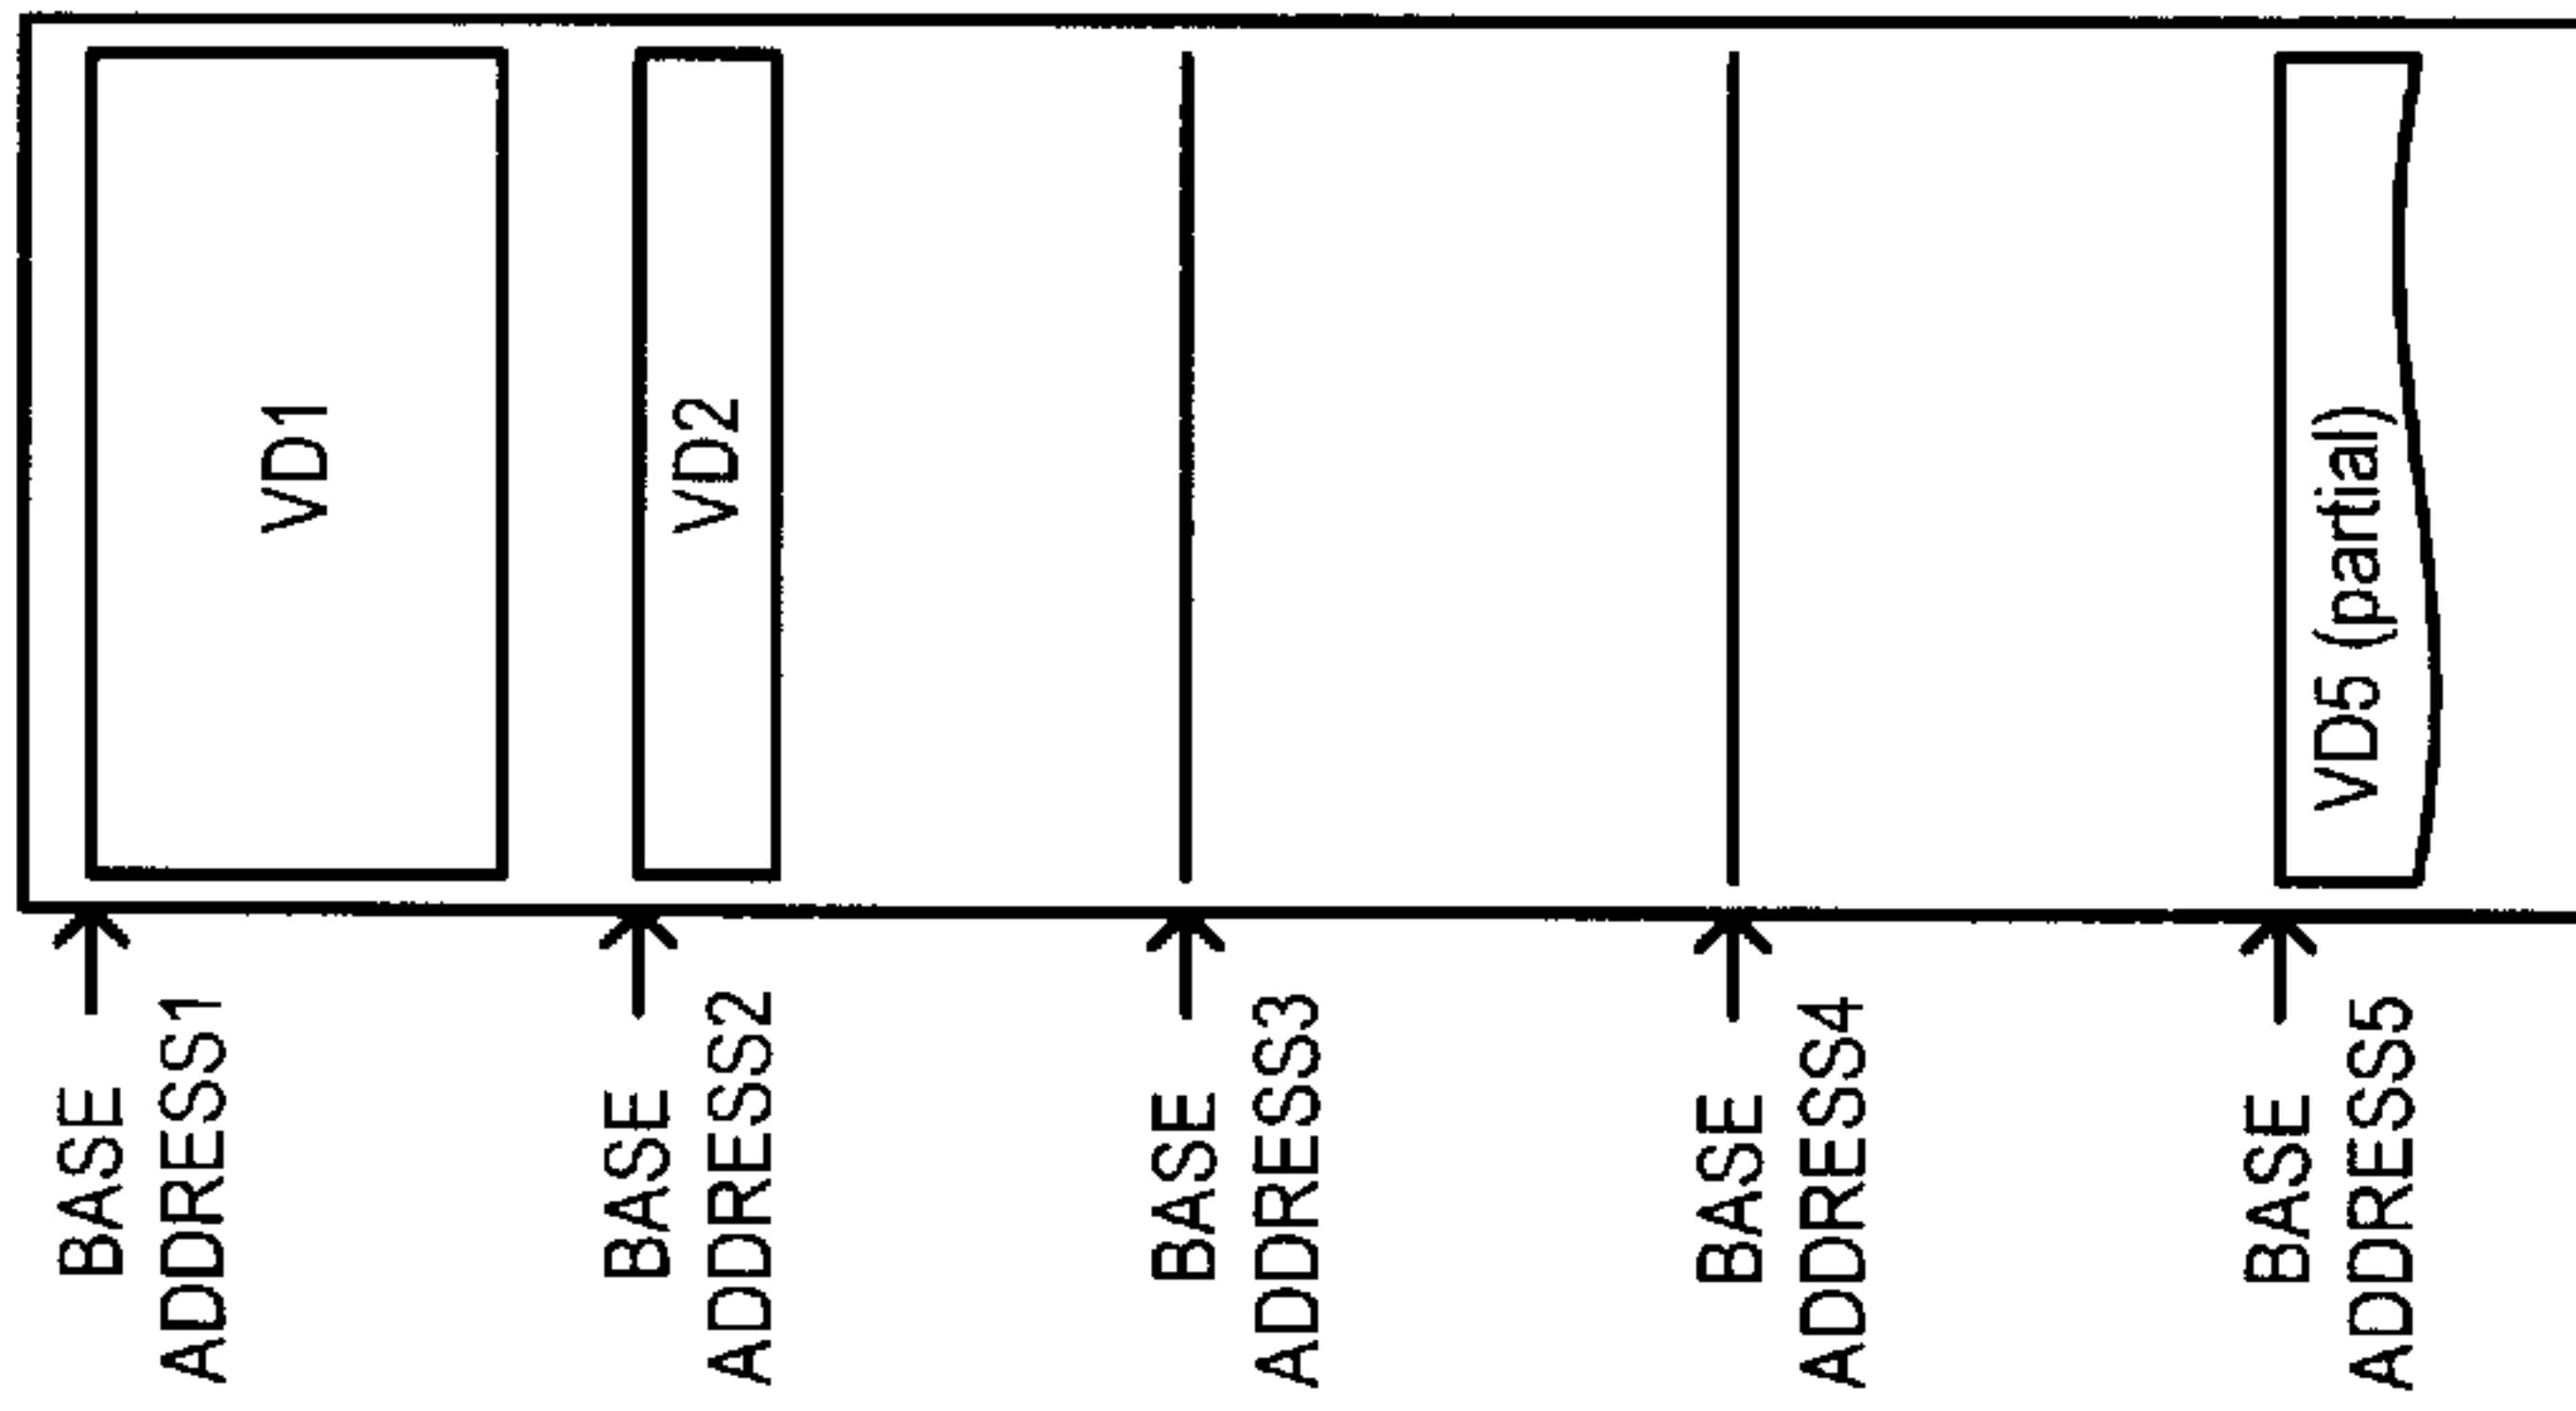 BASE
ADDRESS1
VD1
BASE
ADDRESS2
VD2
BASE
ADDRESS3
BASE
ADDRESS4
BASE
ADDRESS5
VD5 (partial)